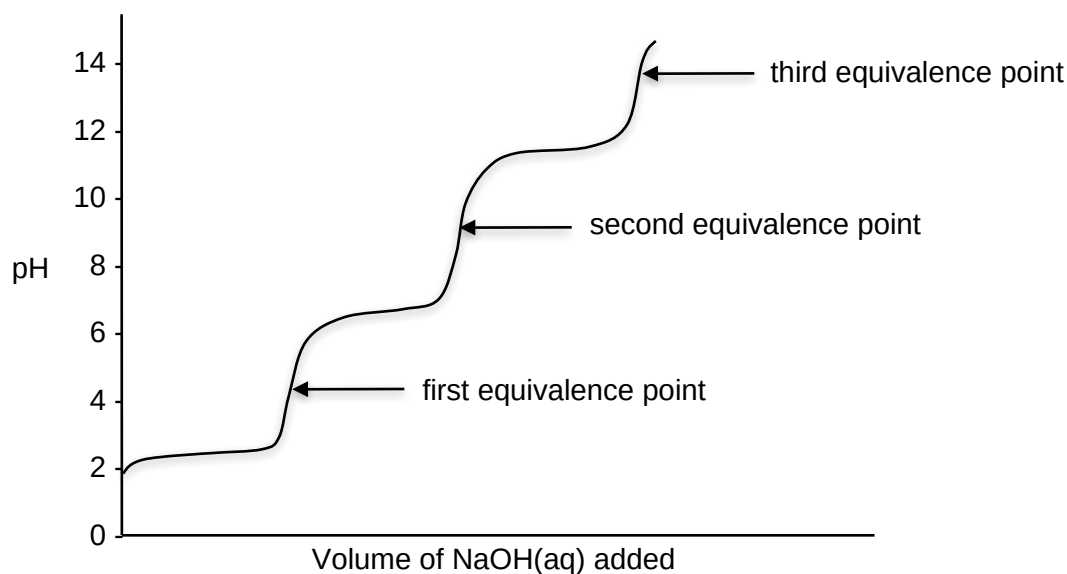 14
third equivalence point
12
10
second equivalence point
8
pH
6
4
first equivalence point
2
0
Volume of NaOH(aq) added